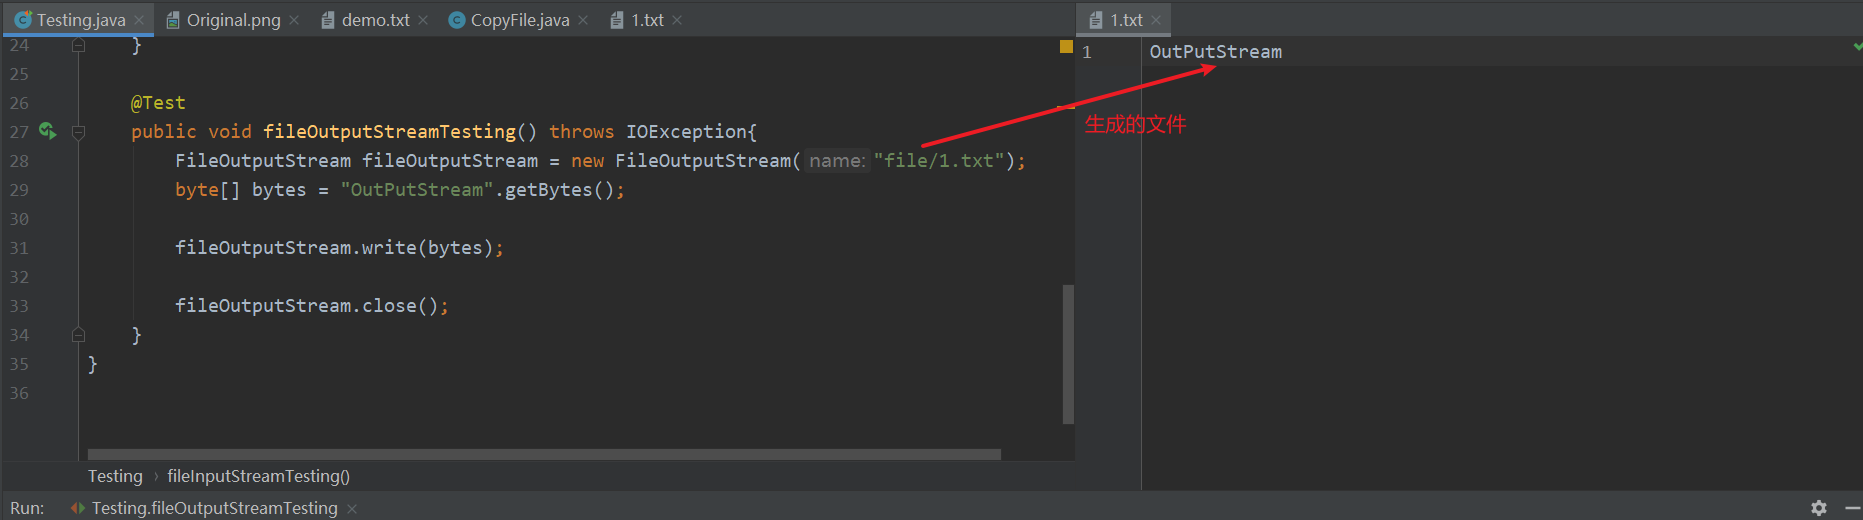 Testing.java Original.png demo.txt CopyFile.java 1.txt
24 }
25
26 @Test
27 public void fileOutputStreamTesting() throws IOException{
28 FileOutputStream fileOutputStream = new FileOutputStream( name: "file/1.txt");
29 byte[] bytes = "OutPutStream".getBytes();
30
31 fileOutputStream.write(bytes);
32
33 fileOutputStream.close();
34 }
35 }
36
Testing › fileInputStreamTesting()
1.txt
1 OutPutStream
生成的文件
Run: Testing.fileOutputStreamTesting